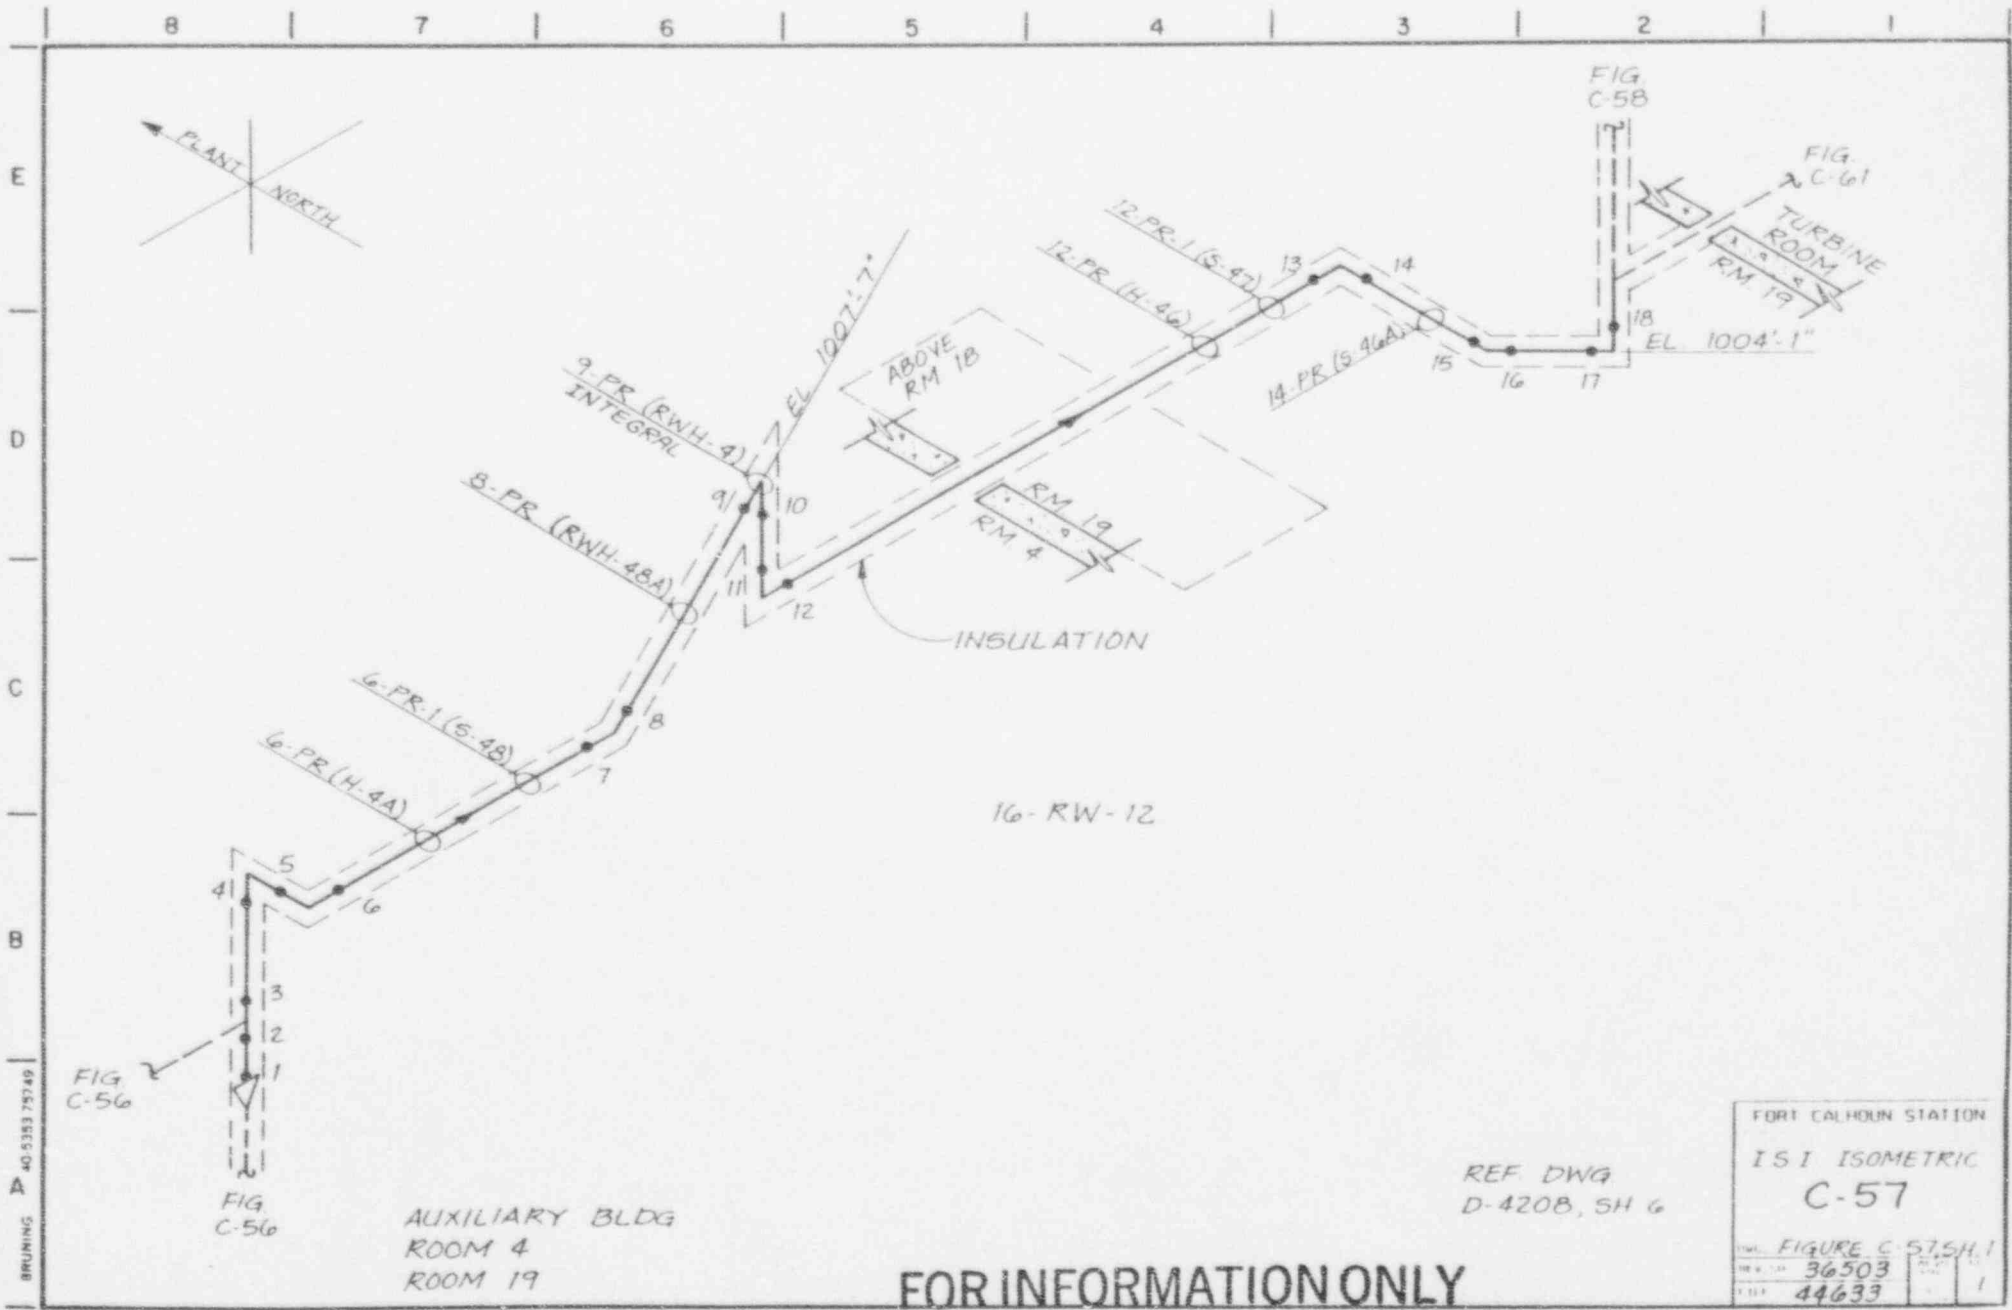 8 7 6 5 4 3 2 1
E
D
C
B
A
PLANT
NORTH
FIG.
C-58
FIG.
C-61
TURBINE
ROOM
RM 19
12-PR-1 (S-47)
12-PR (H-46)
13
14
14-PR (S-46A)
15
16
17
18
EL. 1004'-1"
EL 1007'-7"
ABOVE
RM 18
9-PR (RWH-4)
INTEGRAL
8-PR (RWH-48A)
9
10
11
12
RM 19
RM 4
INSULATION
6-PR-1 (S-48)
6-PR (H-4A)
8
7
16-RW-12
5
4
6
3
2
1
FIG
C-56
FIG.
C-56
AUXILIARY BLDG
ROOM 4
ROOM 19
REF. DWG
D-4208, SH 6
FOR INFORMATION ONLY
FORT CALHOUN STATION
ISI ISOMETRIC
C-57
FIGURE C-57, SH. 1
36503
44633
1
BRUNING 40 5353 75749